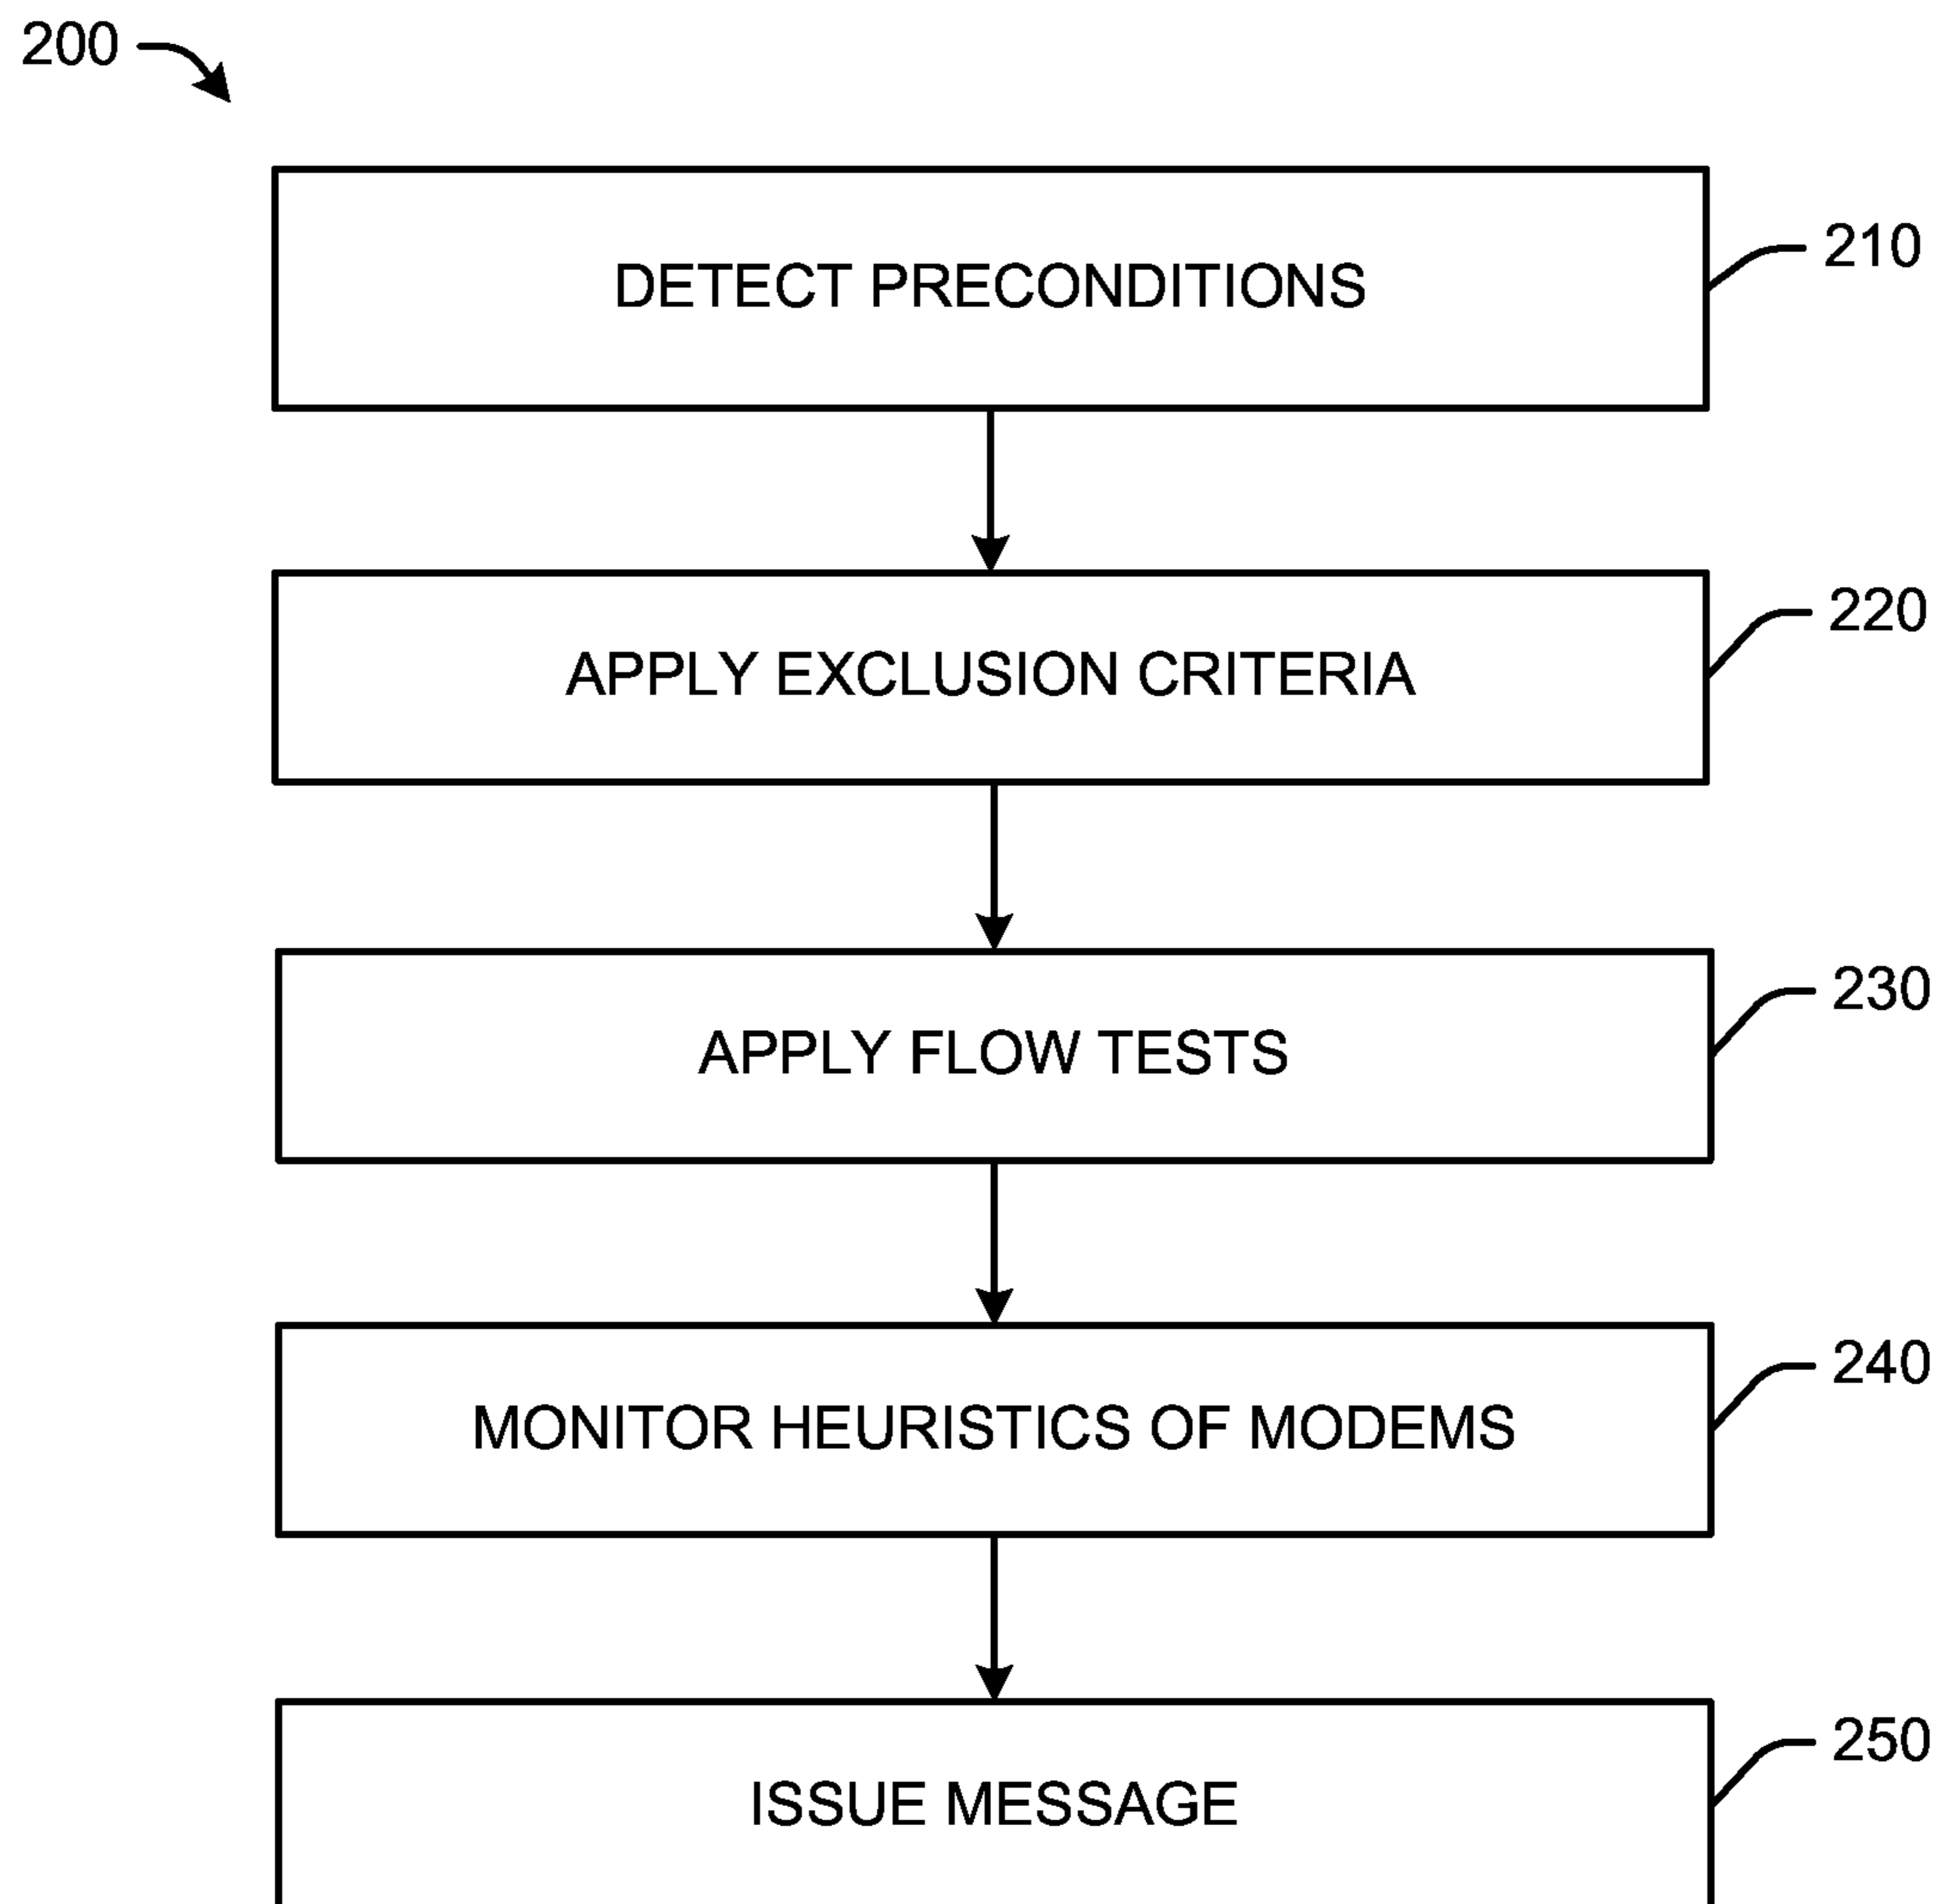 200
DETECT PRECONDITIONS
210
APPLY EXCLUSION CRITERIA
220
APPLY FLOW TESTS
230
MONITOR HEURISTICS OF MODEMS
240
ISSUE MESSAGE
250